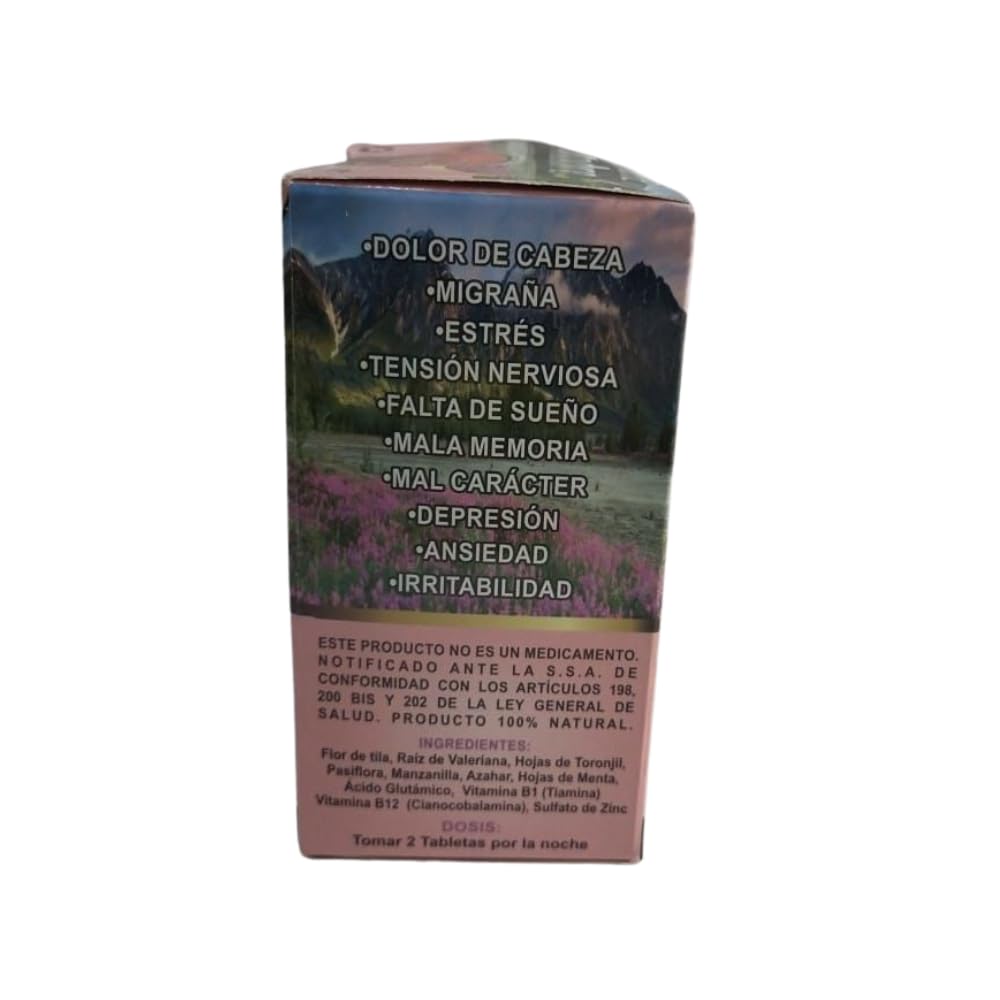 •DOLOR DE CABEZA
•MIGRAÑA
•ESTRÉS
•TENSIÓN NERVIOSA
•FALTA DE SUEÑO
•MALA MEMORIA
•MAL CARÁCTER
•DEPRESIÓN
•ANSIEDAD
•IRRITABILIDAD
ESTE PRODUCTO NO ES UN MEDICAMENTO.
NOTIFICADO ANTE LA S.S.A. DE
CONFORMIDAD CON LOS ARTÍCULOS 198,
200 BIS Y 202 DE LA LEY GENERAL DE
SALUD. PRODUCTO 100% NATURAL.
INGREDIENTES:
Flor de tila, Raíz de Valeriana, Hojas de Toronjil,
Pasiflora, Manzanilla, Azahar, Hojas de Menta,
Ácido Glutámico, Vitamina B1 (Tiamina)
Vitamina B12 (Cianocobalamina), Sulfato de Zinc
DOSIS:
Tomar 2 Tabletas por la noche